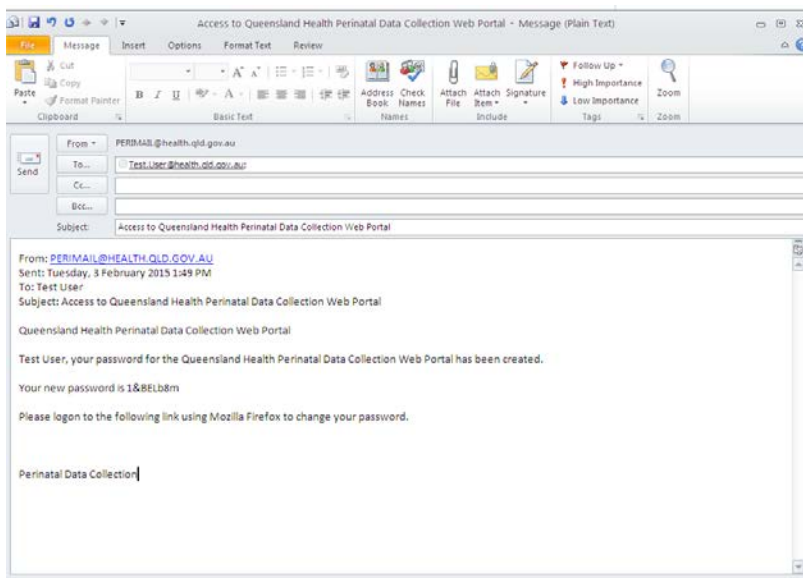 Access to Queensland Health Perinatal Data Collection Web Portal - Message (Plain Text)
File Message Insert Options Format Text Review
Paste
Cut
Copy
Format Painter
Clipboard
B I U
Basic Text
Address Book
Check Names
Names
Attach File
Attach Item
Signature
Include
Follow Up
High Importance
Low Importance
Tags
Zoom
Zoom
Send
From PERIMAIL@health.qld.gov.au
To... Test.User@health.qld.gov.au;
Cc...
Bcc...
Subject: Access to Queensland Health Perinatal Data Collection Web Portal
From: PERIMAIL@HEALTH.QLD.GOV.AU
Sent: Tuesday, 3 February 2015 1:49 PM
To: Test User
Subject: Access to Queensland Health Perinatal Data Collection Web Portal
Queensland Health Perinatal Data Collection Web Portal
Test User, your password for the Queensland Health Perinatal Data Collection Web Portal has been created.
Your new password is 1&BELb8m
Please logon to the following link using Mozilla Firefox to change your password.
Perinatal Data Collection